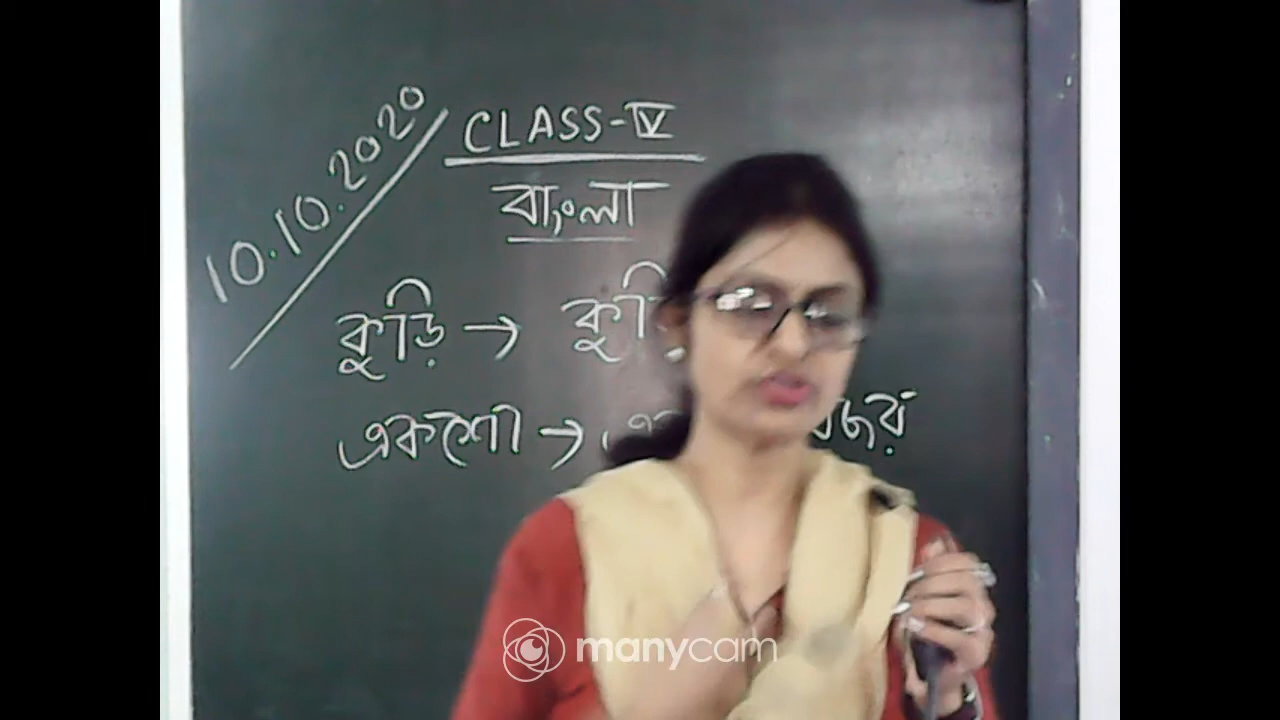 10.10.2020
CLASS-IV
বাংলা
কুড়ি →
একশো →
manycam